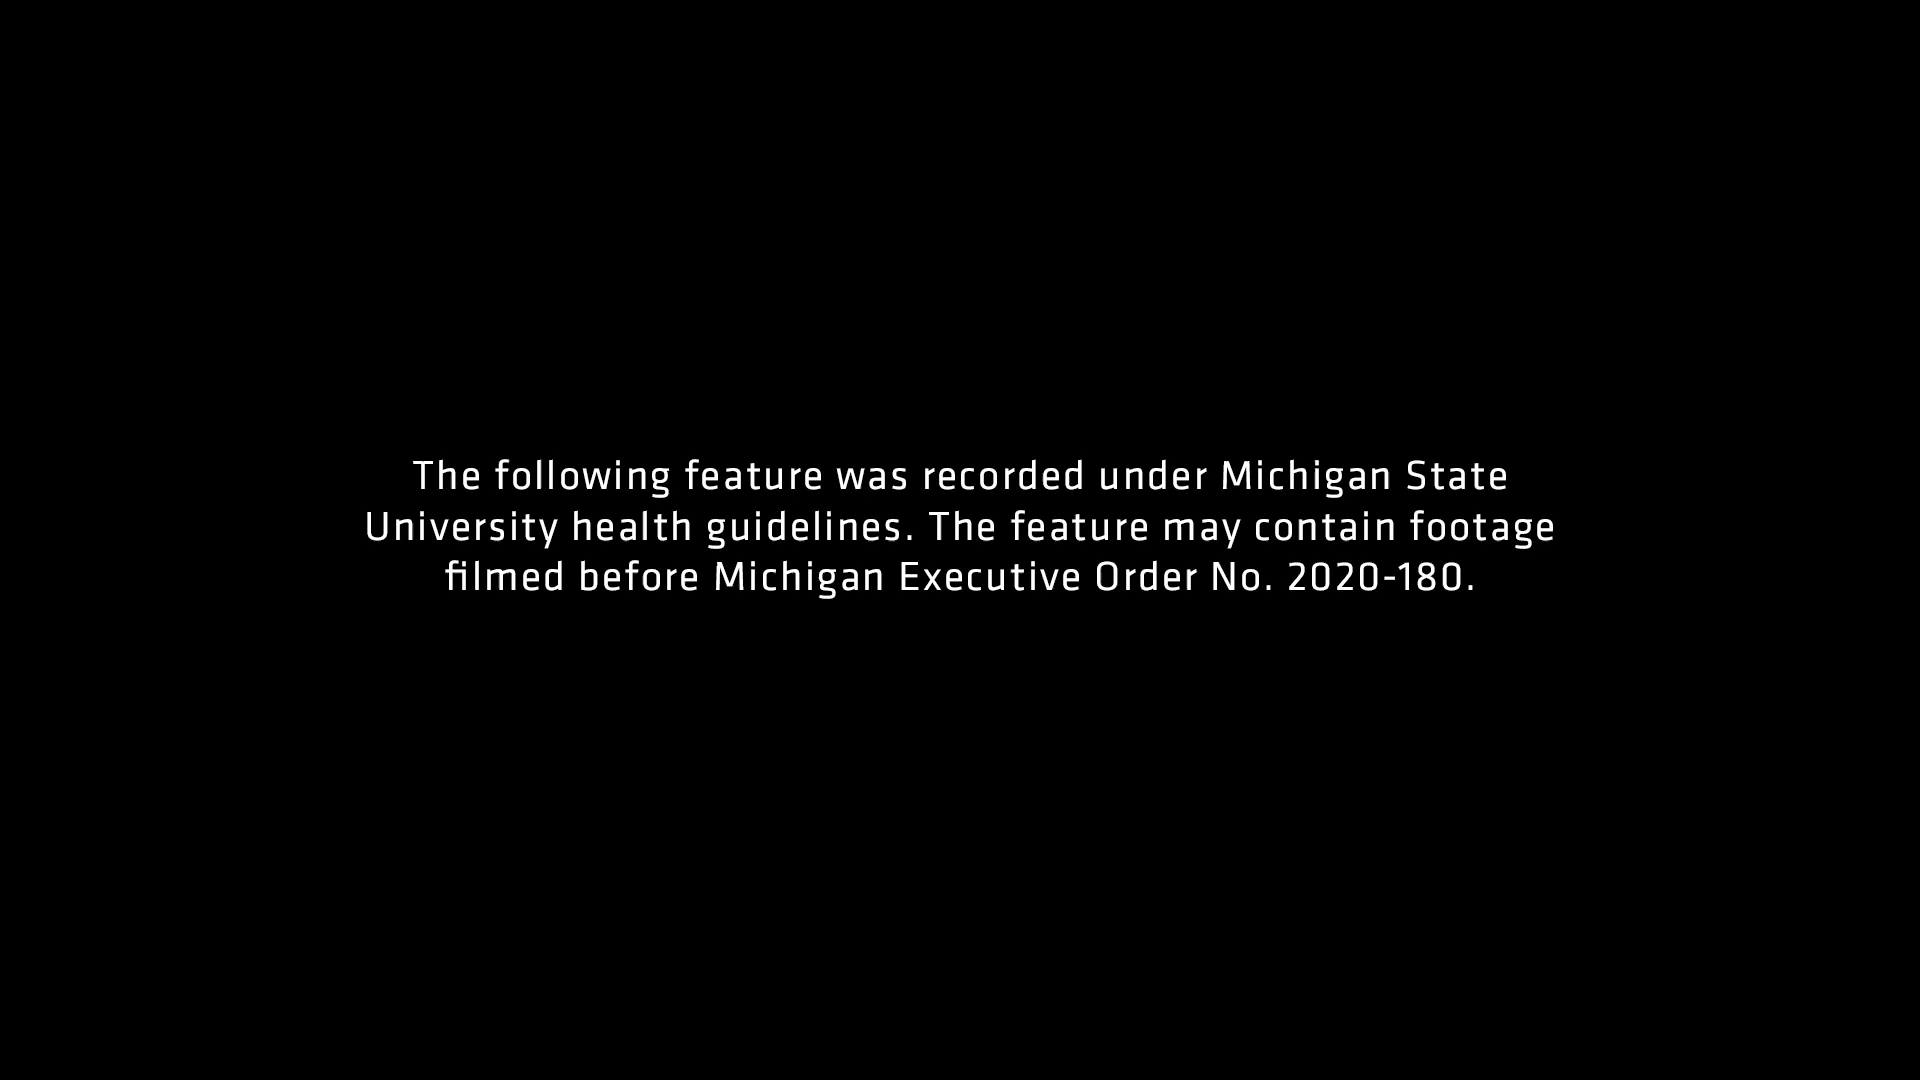 The following feature was recorded under Michigan State
University health guidelines. The feature may contain footage
filmed before Michigan Executive Order No. 2020-180.